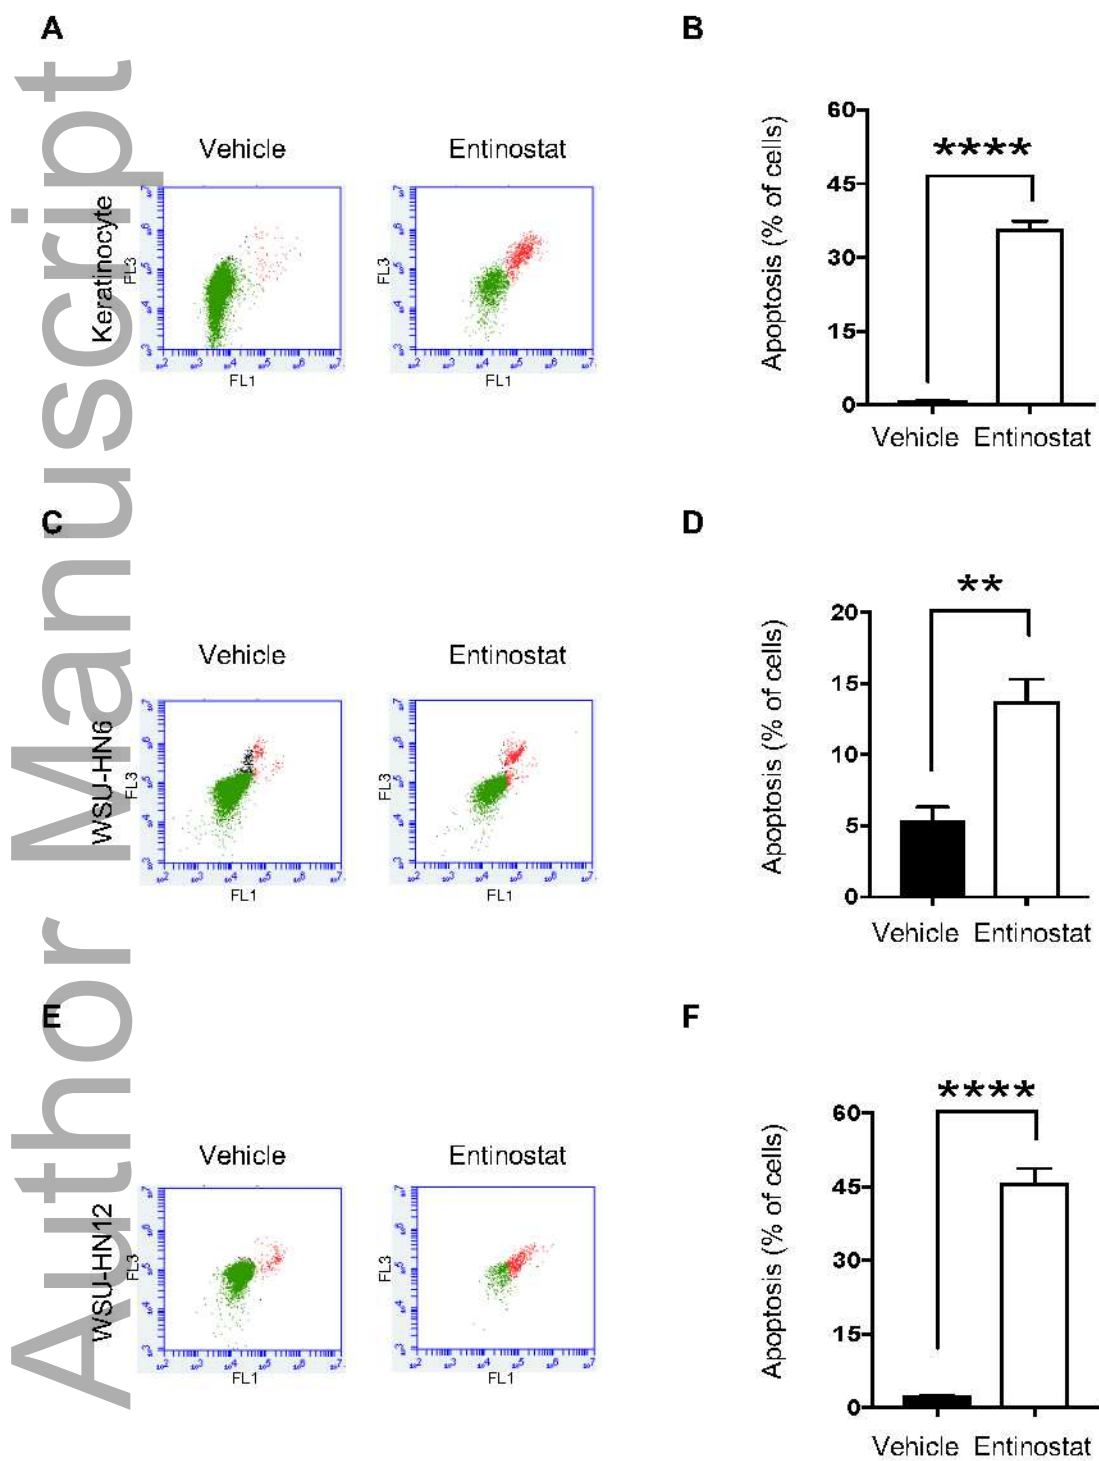 Author Manuscript
A
Vehicle
Entinostat
Keratinocyte
FL3
FL1
FL3
FL1
B
Apoptosis (% of cells)
60
45
30
15
0
****
Vehicle Entinostat
C
Vehicle
Entinostat
WSU-HN6
FL3
FL1
FL3
FL1
D
Apoptosis (% of cells)
20
15
10
5
0
**
Vehicle Entinostat
E
Vehicle
Entinostat
WSU-HN12
FL3
FL1
FL3
FL1
F
Apoptosis (% of cells)
60
45
30
15
0
****
Vehicle Entinostat